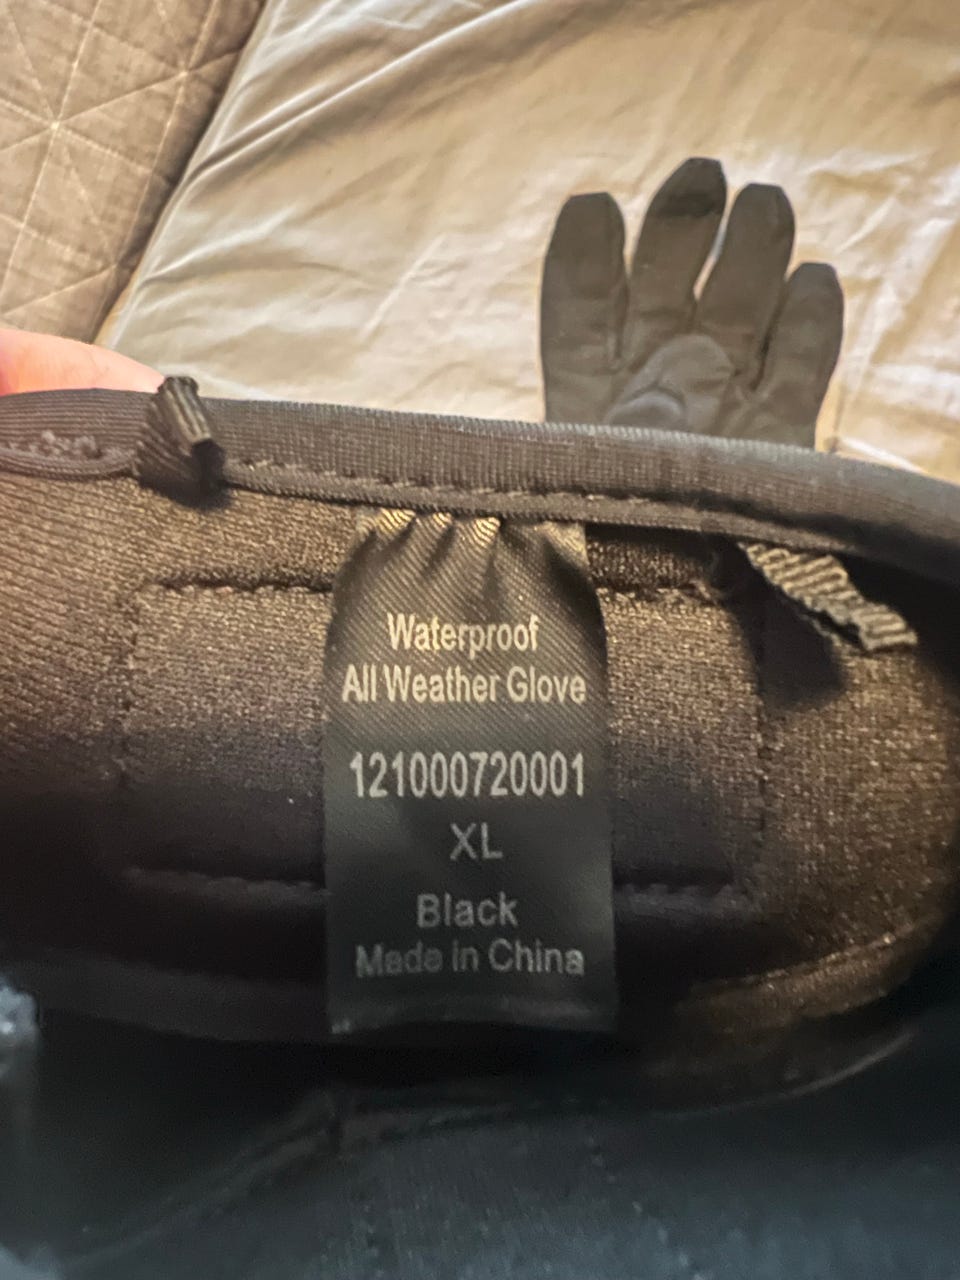 Waterproof
All Weather Glove
121000720001
XL
Black
Made in China